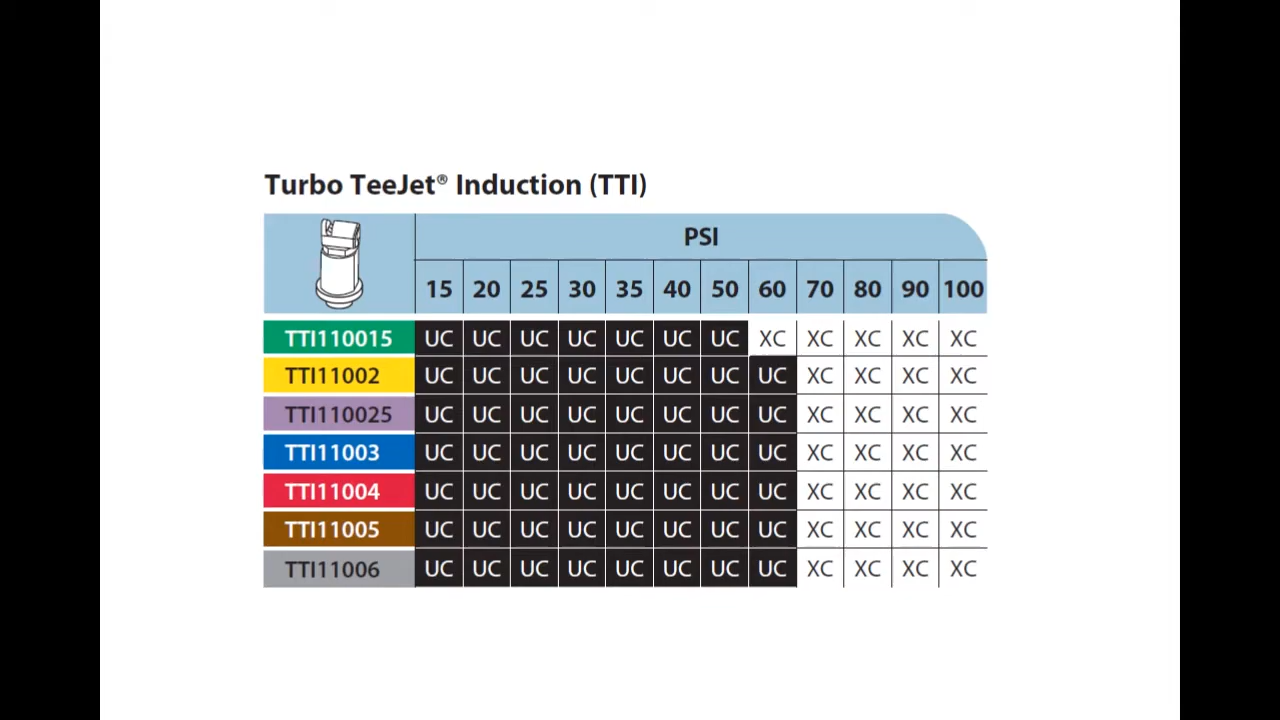 Turbo TeeJet® Induction (TTI)
PSI
15 20 25 30 35 40 50 60 70 80 90 100
TTI110015 UC UC UC UC UC UC UC XC XC XC XC XC
TTI11002 UC UC UC UC UC UC UC UC XC XC XC XC
TTI110025 UC UC UC UC UC UC UC UC XC XC XC XC
TTI11003 UC UC UC UC UC UC UC UC XC XC XC XC
TTI11004 UC UC UC UC UC UC UC UC XC XC XC XC
TTI11005 UC UC UC UC UC UC UC UC XC XC XC XC
TTI11006 UC UC UC UC UC UC UC UC XC XC XC XC